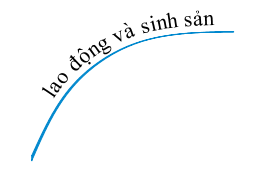 lao động và sinh sản